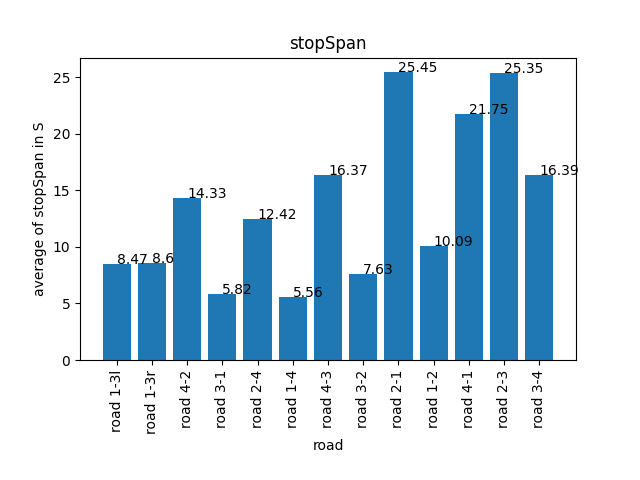 stopSpan
average of stopSpan in S
25
20
15
10
5
0
8.47
8.6
14.33
5.82
12.42
5.56
16.37
7.63
25.45
10.09
21.75
25.35
16.39
road 1-3l
road 1-3r
road 4-2
road 3-1
road 2-4
road 1-4
road 4-3
road 3-2
road 2-1
road 1-2
road 4-1
road 2-3
road 3-4
road